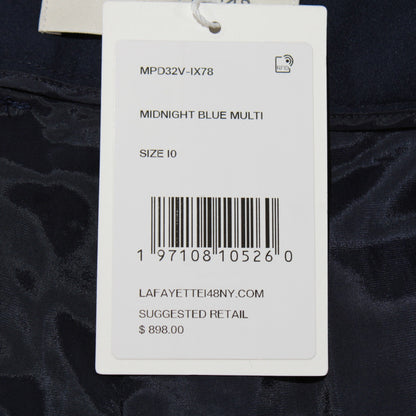 MPD32V-IX78
MIDNIGHT BLUE MULTI
SIZE 10
1 97108 10526 0
LAFAYETTE148NY.COM
SUGGESTED RETAIL
$ 898.00